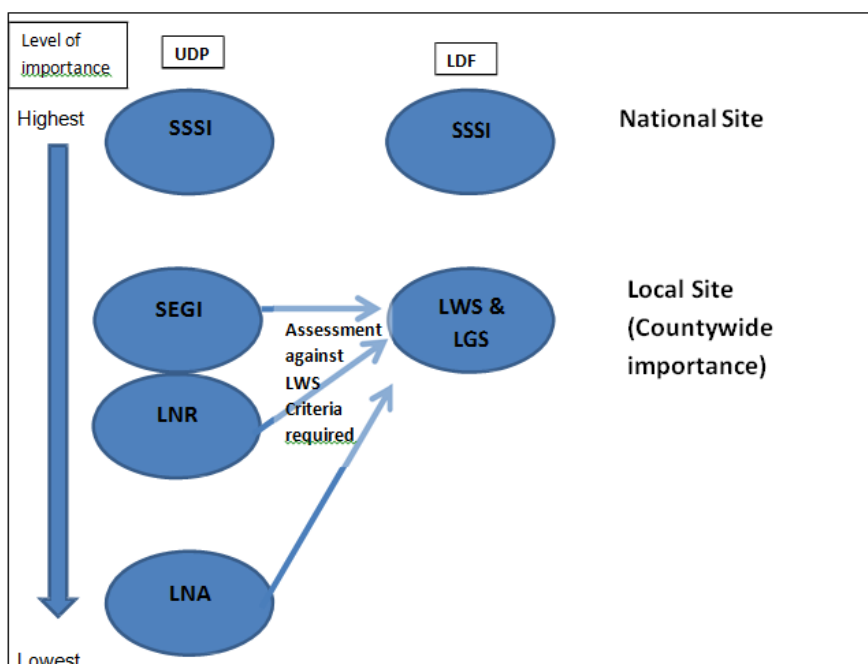 Level of
importance
UDP
LDF
Highest
SSSI
SSSI
National Site
SEGI
LWS &
LGS
Local Site
(Countywide
importance)
Assessment
against
LWS
Criteria
required
LNR
LNA
Lowest